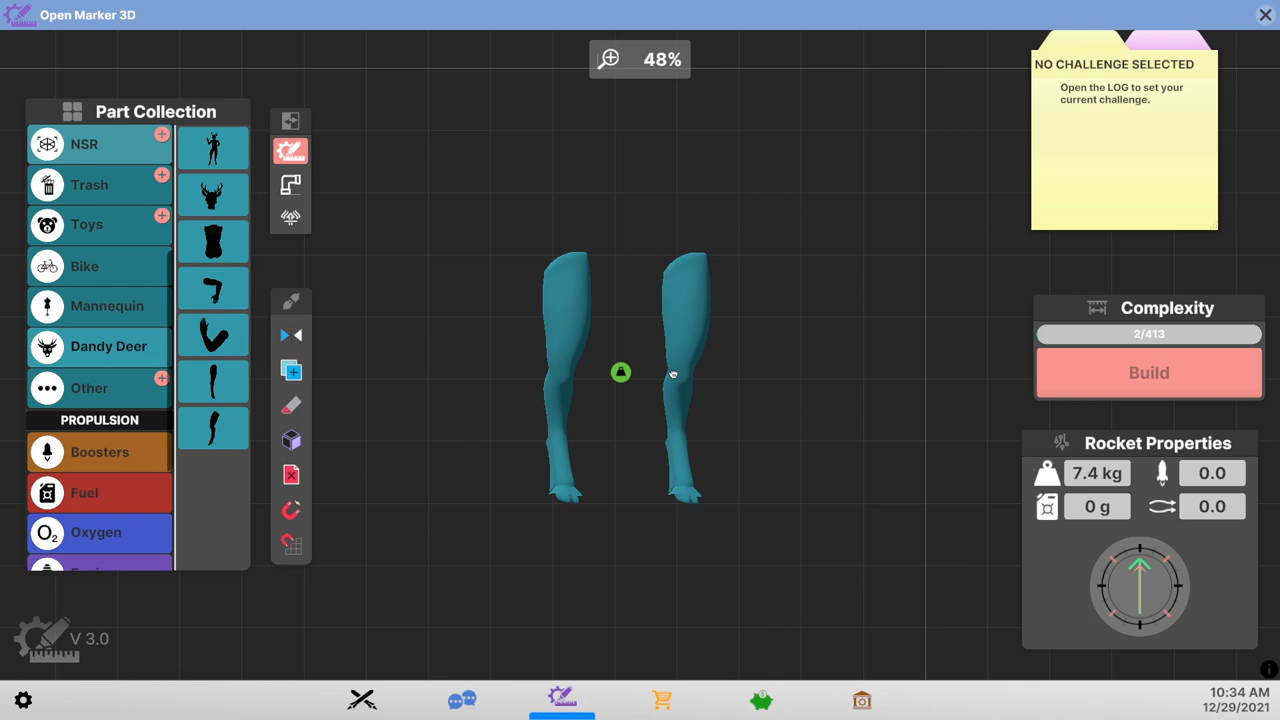 Open Marker 3D
48%
NO CHALLENGE SELECTED
Open the LOG to set your
current challenge.
Part Collection
NSR
Trash
Toys
Bike
Mannequin
Dandy Deer
Other
PROPULSION
Boosters
Fuel
O2 Oxygen
Complexity
2/413
Build
Rocket Properties
7.4 kg
0.0
0 g
0.0
V 3.0
10:34 AM
12/29/2021